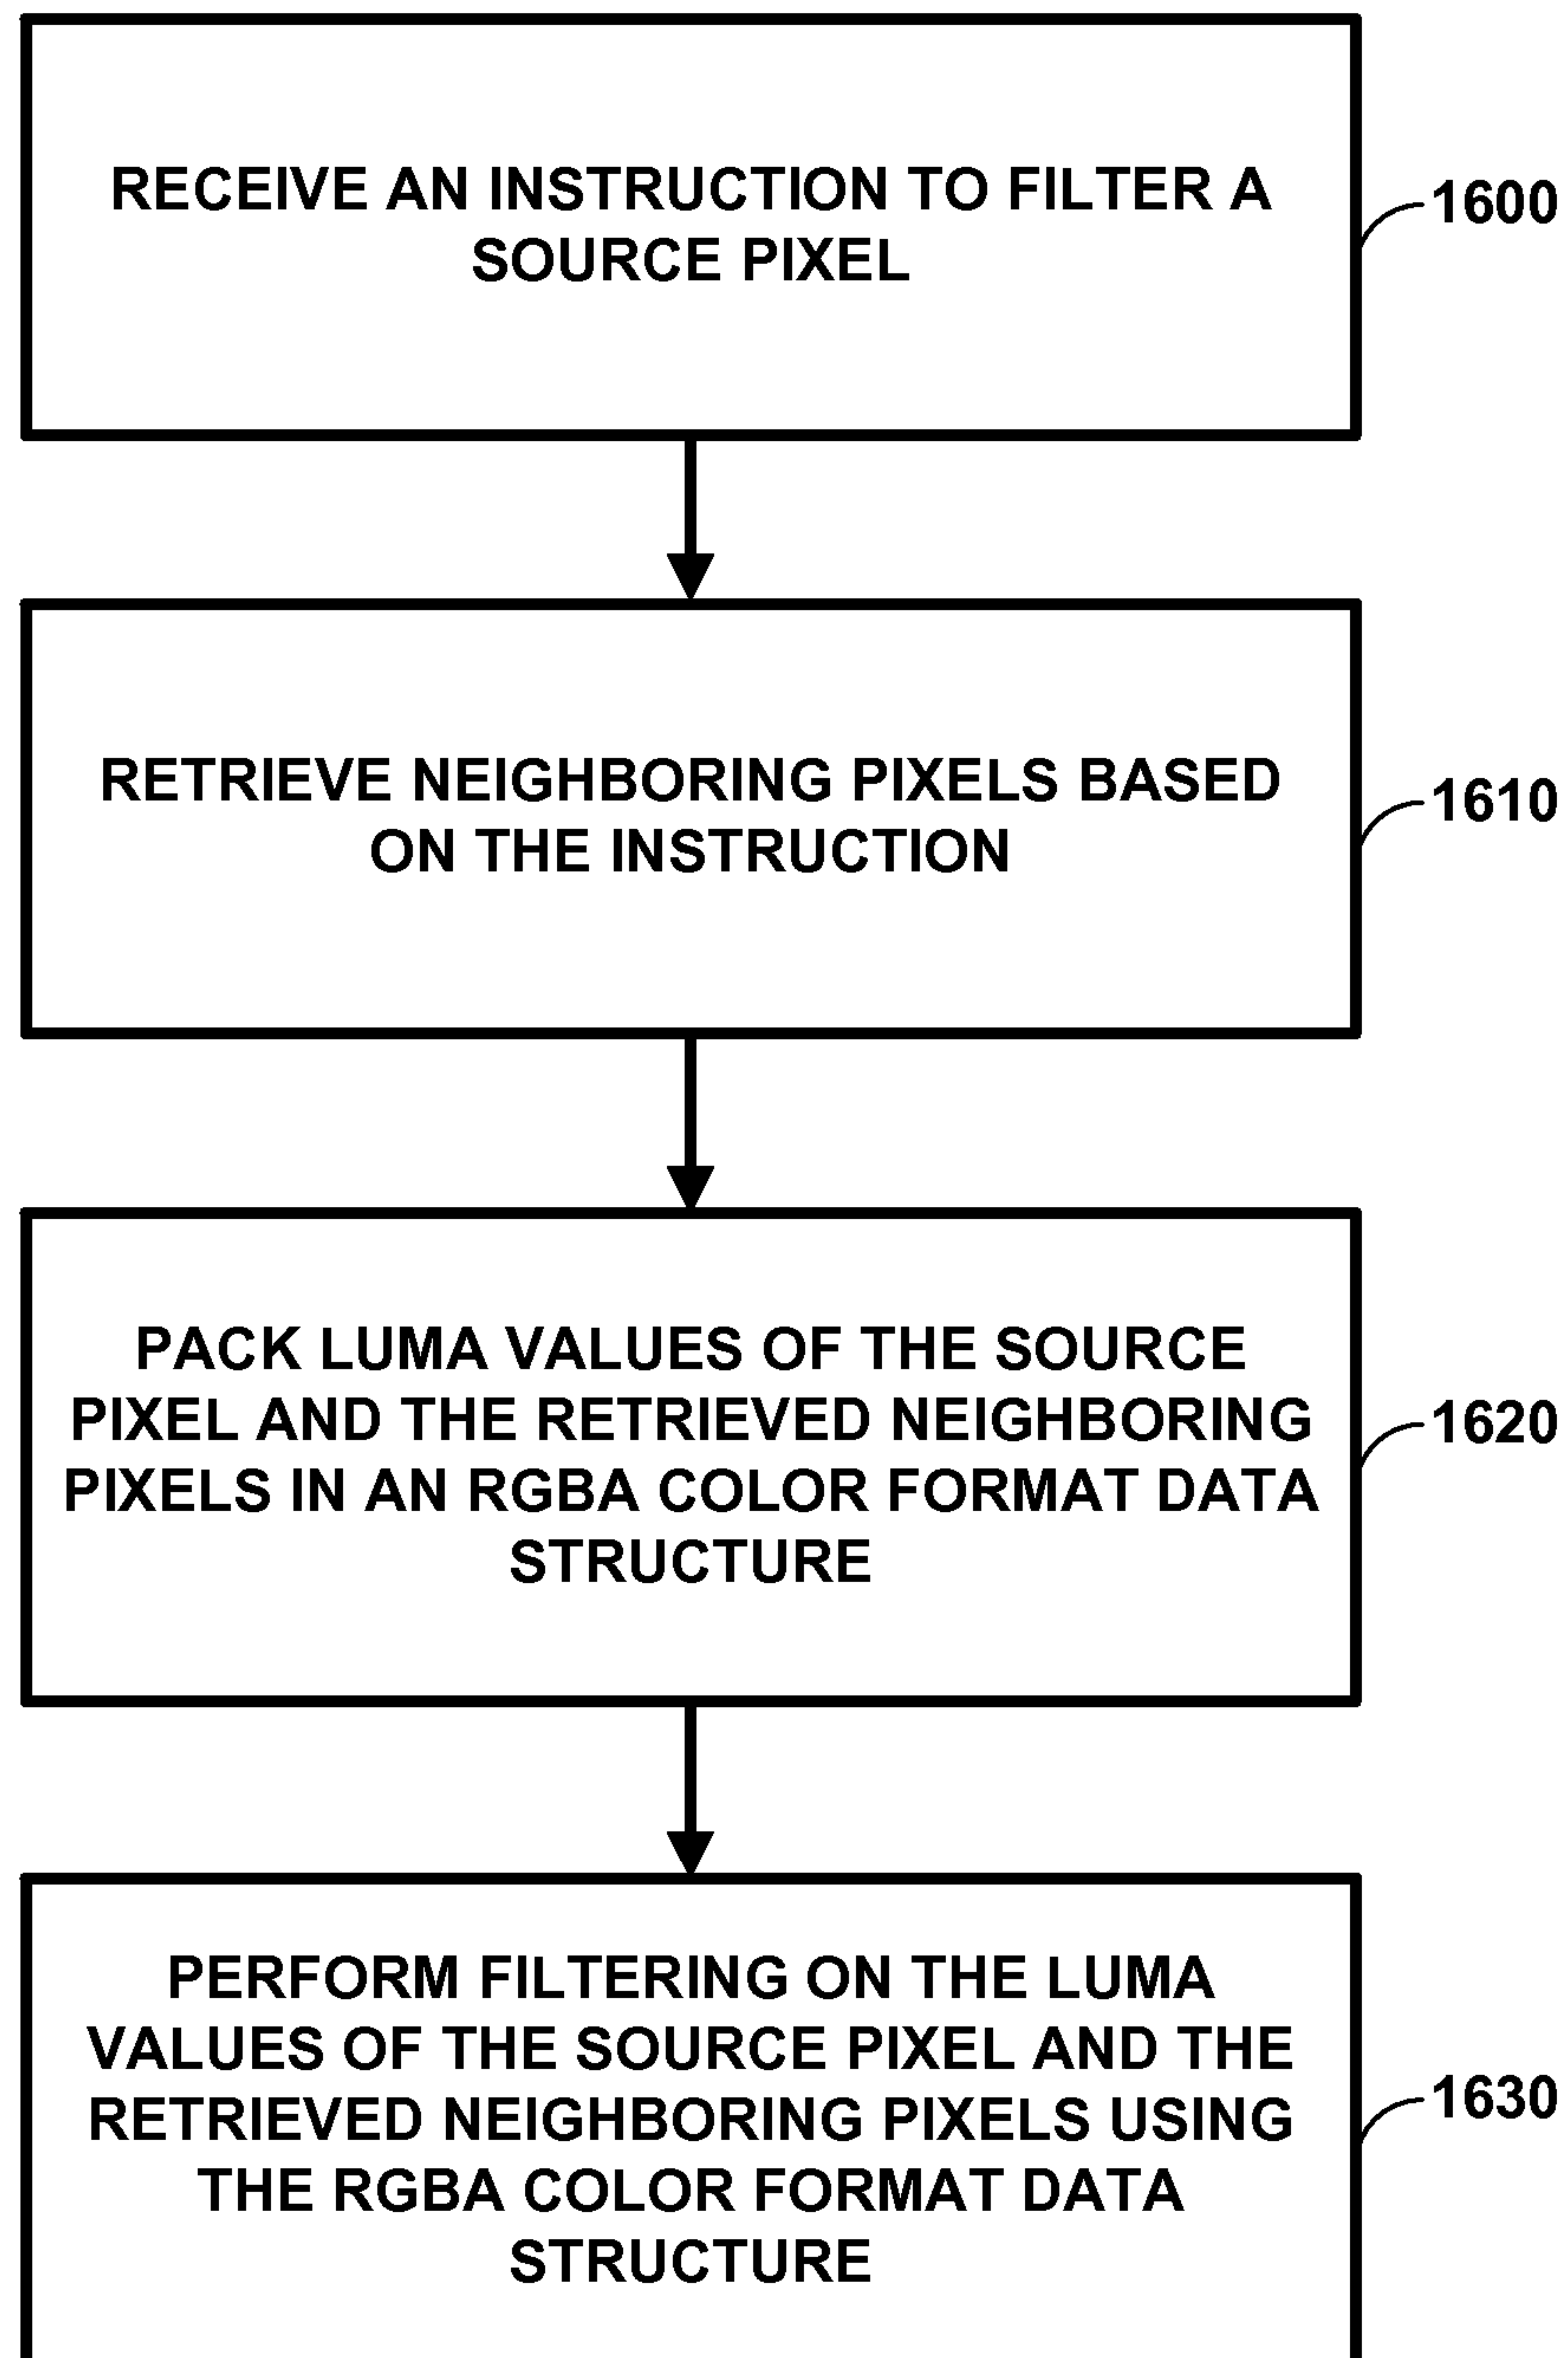 RECEIVE AN INSTRUCTION TO FILTER A
SOURCE PIXEL
1600
RETRIEVE NEIGHBORING PIXELS BASED
ON THE INSTRUCTION
1610
PACK LUMA VALUES OF THE SOURCE
PIXEL AND THE RETRIEVED NEIGHBORING
PIXELS IN AN RGBA COLOR FORMAT DATA
STRUCTURE
1620
PERFORM FILTERING ON THE LUMA
VALUES OF THE SOURCE PIXEL AND THE
RETRIEVED NEIGHBORING PIXELS USING
THE RGBA COLOR FORMAT DATA
STRUCTURE
1630